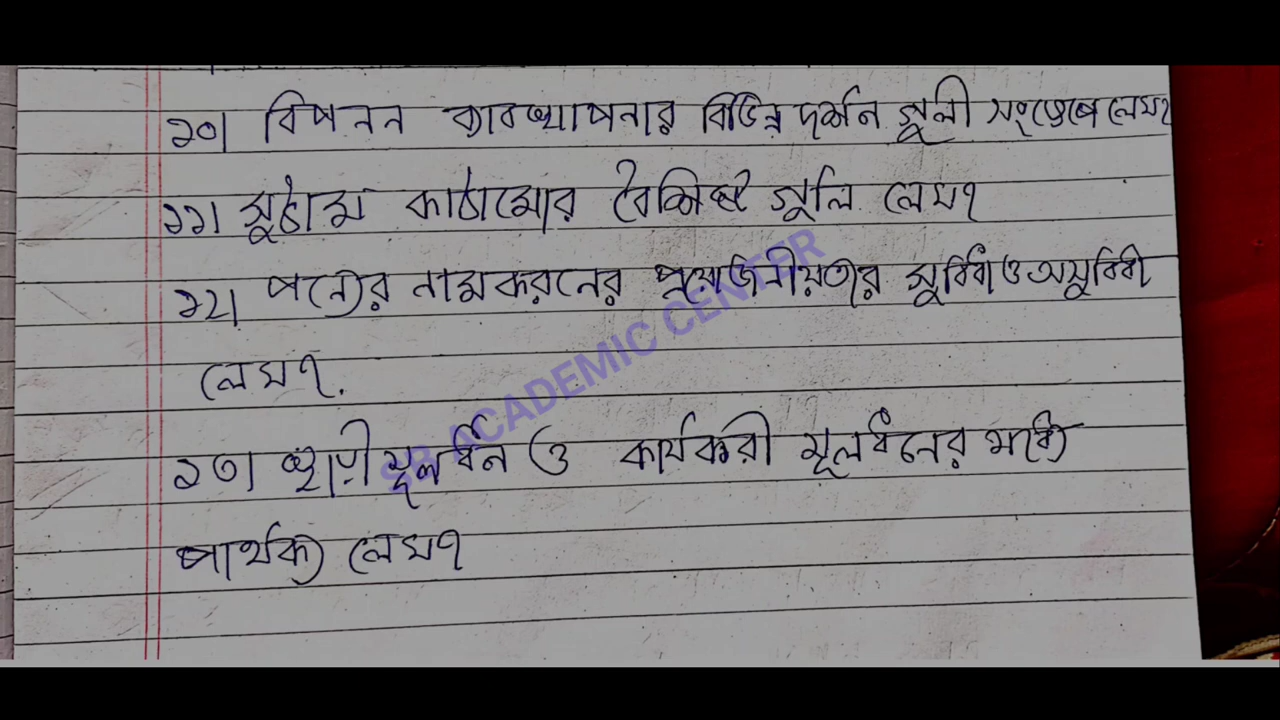 ১০। বিপনন ব্যবস্থাপনার বিভিন্ন দর্শন গুলী সংক্ষেপে লেখ?
১১। সুঠাম কাঠামোর বৈশিষ্ট গুলি লেখ?
১২। পন্যের নামকরনের প্রয়োজনীয়তার সুবিধা ও অসুবিধা
লেখ?.
১৩। স্থায়ী মূলধন ও কার্যকরী মূলধনের মধ্যে
পার্থক্য লেখ?
SB ACADEMIC CENTER